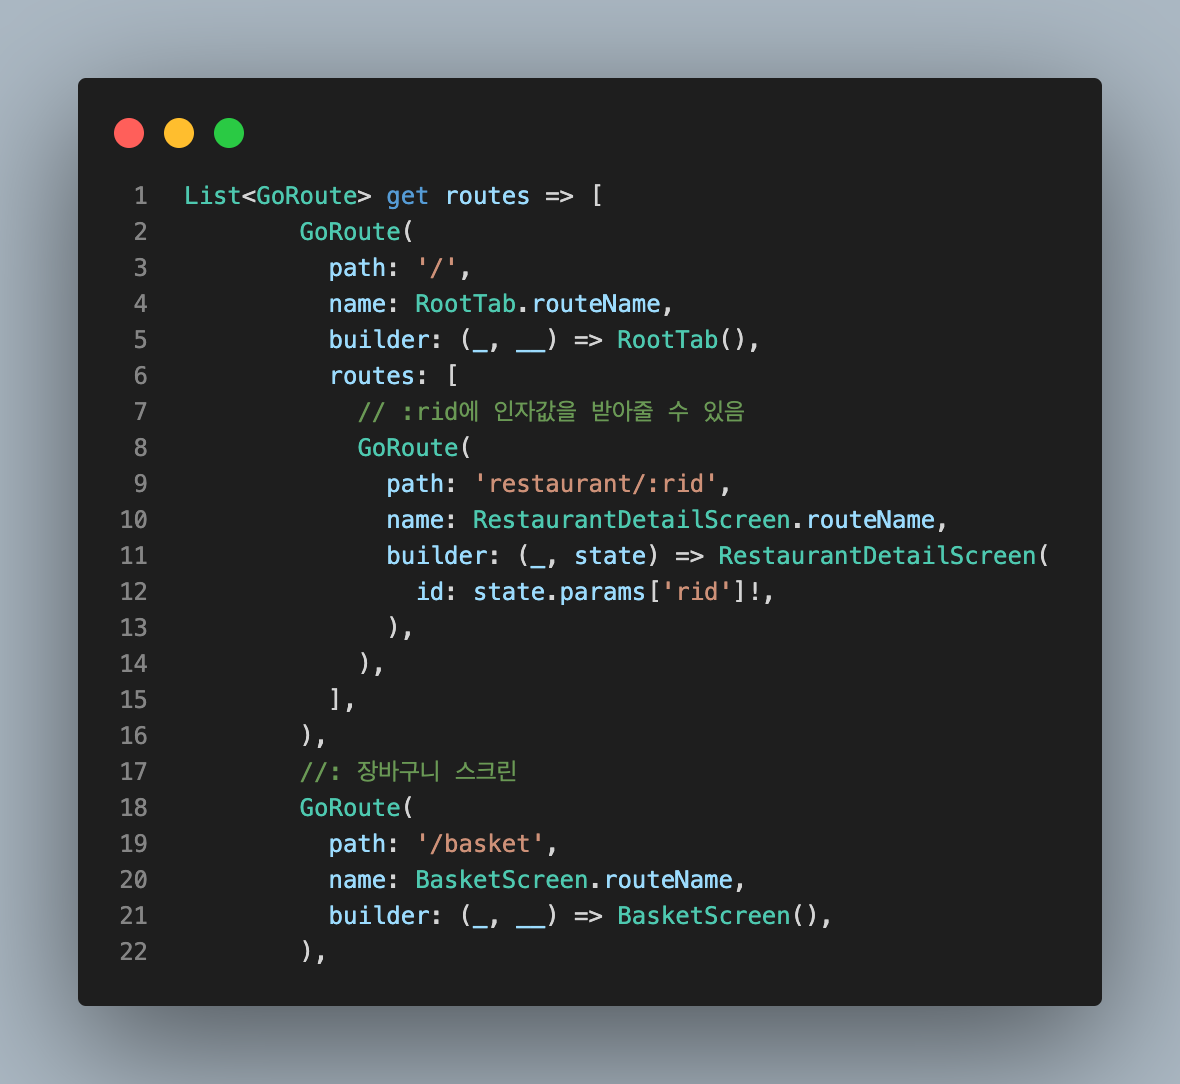 1 List<GoRoute> get routes => [
2 GoRoute(
3 path: '/',
4 name: RootTab.routeName,
5 builder: (_, __) => RootTab(),
6 routes: [
7 // :rid에 인자값을 받아줄 수 있음
8 GoRoute(
9 path: 'restaurant/:rid',
10 name: RestaurantDetailScreen.routeName,
11 builder: (_, state) => RestaurantDetailScreen(
12 id: state.params['rid']!,
13 ),
14 ),
15 ],
16 ),
17 //: 장바구니 스크린
18 GoRoute(
19 path: '/basket',
20 name: BasketScreen.routeName,
21 builder: (_, __) => BasketScreen(),
22 ),